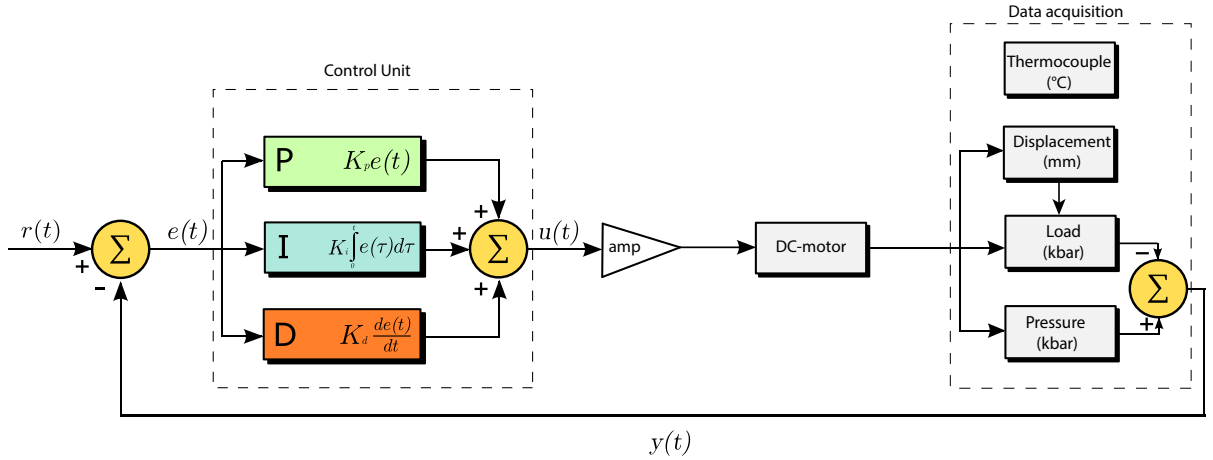 Data acquisition
Thermocouple
(°C)
Control Unit
Displacement
(mm)
P K_p e(t)
+
r(t)
Σ
e(t)
+
-
I K_i ∫_0^t e(τ)dτ
+
Σ
u(t)
amp
DC-motor
Load
(kbar)
−
Σ
+
D K_d de(t)/dt
+
Pressure
(kbar)
y(t)